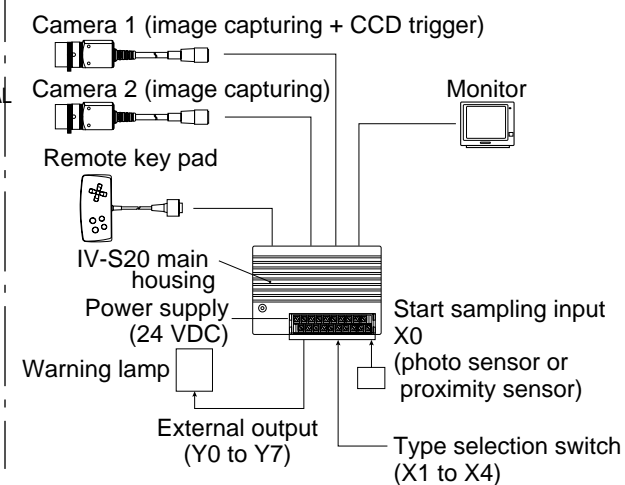 Camera 1 (image capturing + CCD trigger)
AL
Camera 2 (image capturing)
Monitor
Remote key pad
IV-S20 main
housing
Power supply
(24 VDC)
Start sampling input
X0
(photo sensor or
proximity sensor)
Warning lamp
External output
(Y0 to Y7)
Type selection switch
(X1 to X4)